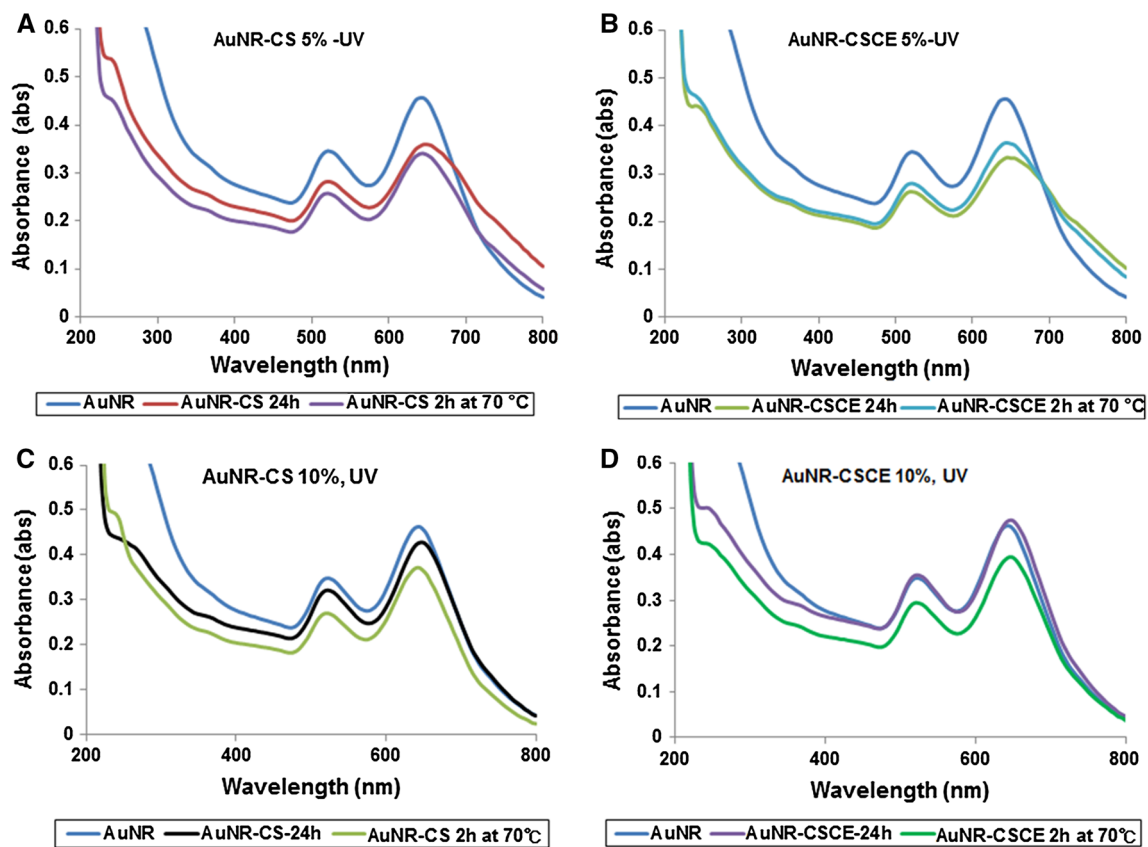 A
AuNR-CS 5% -UV
Absorbance (abs)
0.6
0.5
0.4
0.3
0.2
0.1
0
200 300 400 500 600 700 800
Wavelength (nm)
AuNR AuNR-CS 24h AuNR-CS 2h at 70 °C
B
AuNR-CSCE 5%-UV
Absorbance(abs)
0.6
0.5
0.4
0.3
0.2
0.1
0
200 300 400 500 600 700 800
Wavelength (nm)
AuNR AuNR-CSCE 24h AuNR-CSCE 2h at 70 °C
C
AuNR-CS 10%, UV
Absorbance(abs)
0.6
0.5
0.4
0.3
0.2
0.1
0
200 400 600 800
Wavelength (nm)
AuNR AuNR-CS-24h AuNR-CS 2h at 70℃
D
AuNR-CSCE 10%, UV
Absorbance(abs)
0.6
0.5
0.4
0.3
0.2
0.1
0
200 400 600 800
Wavelength (nm)
AuNR AuNR-CSCE-24h AuNR-CSCE 2h at 70℃